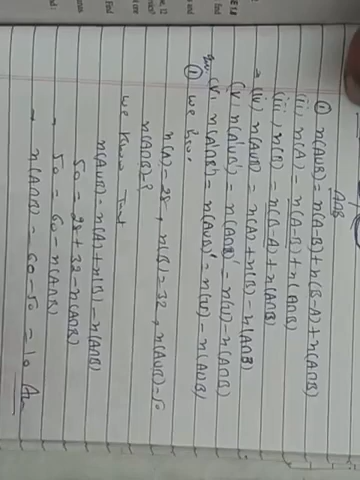 A∩B
① n(A∪B) = n(A-B) + n(B-A) + n(A∩B)
(ii) n(A) = n(A-B) + n(A∩B)
(iii) n(B) = n(B-A) + n(A∩B)
→ (iv) n(A∪B) = n(A) + n(B) - n(A∩B)
(v) n(A'∪B') = n(A∩B)' = n(U) - n(A∩B)
(vi) n(A'∩B') = n(A∪B)' = n(U) - n(A∪B)
① we have
n(A) = 28, n(B) = 32, n(A∪B) = 50
n(A∩B) = ?
we know that
n(A∪B) = n(A) + n(B) - n(A∩B)
50 = 28 + 32 - n(A∩B)
→ 50 = 60 - n(A∩B)
→ n(A∩B) = 60 - 50 = 10 Ans